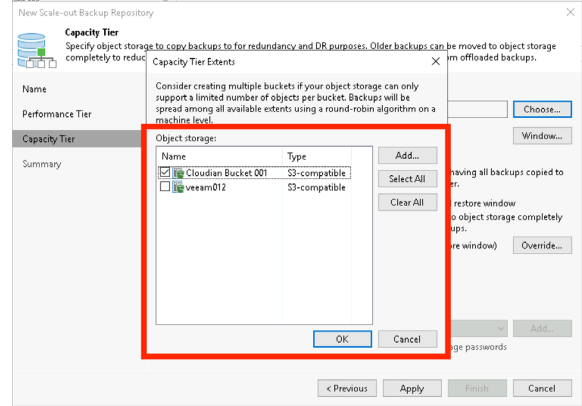 New Scale-out Backup Repository
Capacity Tier
Specify object storage to copy backups to for redundancy and DR purposes. Older backups can be moved to object storage
completely to reduc
om offloaded backups.
Capacity Tier Extents
Consider creating multiple buckets if your object storage can only
support a limited number of objects per bucket. Backups will be
spread among all available extents using a round-robin algorithm on a
machine level.
Name
Performance Tier
Capacity Tier
Summary
Choose...
Window...
Object storage:
Name Type
Cloudian Bucket 001 S3-compatible
veeam012 S3-compatible
Add...
Select All
Clear All
having all backups copied to
er.
restore window
o object storage completely
ups.
ore window) Override...
Add...
age passwords
OK Cancel
< Previous Apply Finish Cancel